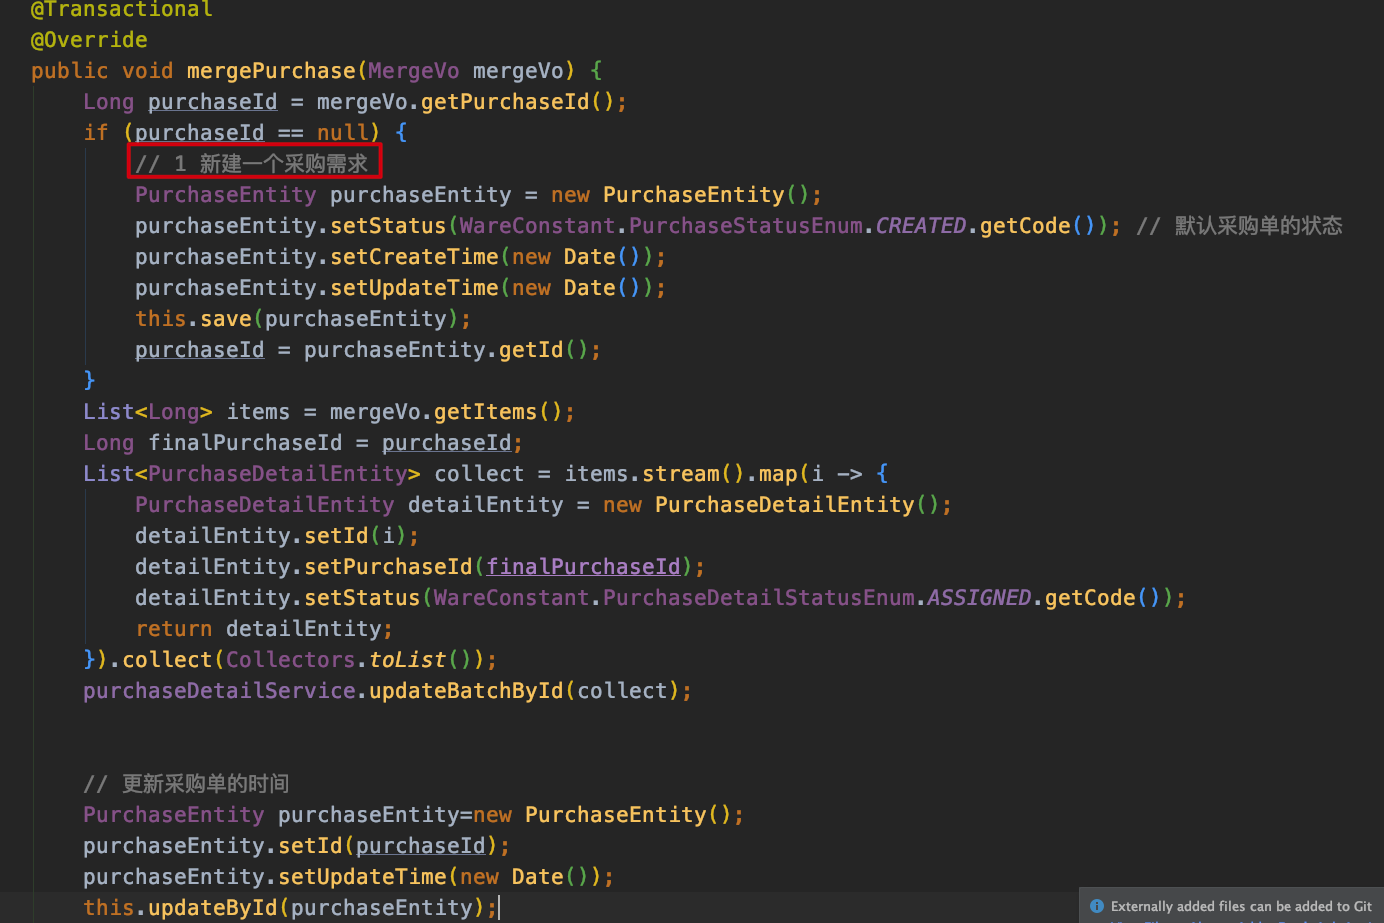 @Transactional
@Override
public void mergePurchase(MergeVo mergeVo) {
Long purchaseId = mergeVo.getPurchaseId();
if (purchaseId == null) {
// 1 新建一个采购需求
PurchaseEntity purchaseEntity = new PurchaseEntity();
purchaseEntity.setStatus(WareConstant.PurchaseStatusEnum.CREATED.getCode()); // 默认采购单的状态
purchaseEntity.setCreateTime(new Date());
purchaseEntity.setUpdateTime(new Date());
this.save(purchaseEntity);
purchaseId = purchaseEntity.getId();
}
List<Long> items = mergeVo.getItems();
Long finalPurchaseId = purchaseId;
List<PurchaseDetailEntity> collect = items.stream().map(i -> {
PurchaseDetailEntity detailEntity = new PurchaseDetailEntity();
detailEntity.setId(i);
detailEntity.setPurchaseId(finalPurchaseId);
detailEntity.setStatus(WareConstant.PurchaseDetailStatusEnum.ASSIGNED.getCode());
return detailEntity;
}).collect(Collectors.toList());
purchaseDetailService.updateBatchById(collect);
// 更新采购单的时间
PurchaseEntity purchaseEntity=new PurchaseEntity();
purchaseEntity.setId(purchaseId);
purchaseEntity.setUpdateTime(new Date());
this.updateById(purchaseEntity);
Externally added files can be added to Git